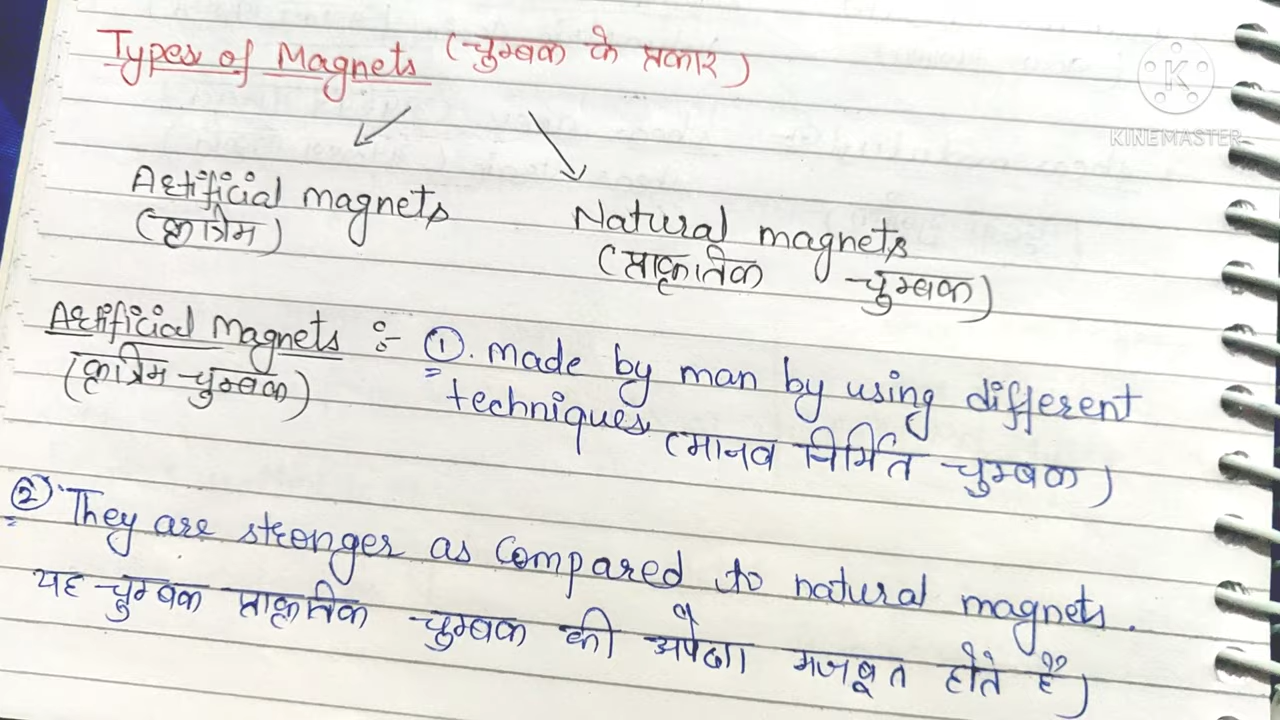 Types of Magnets (चुम्बक के प्रकार)
KINEMASTER
Artificial magnets
(कृत्रिम)
Natural magnets
(प्राकृतिक चुम्बक)
Artificial Magnets :- ①. made by man by using different
(कृत्रिम चुम्बक)
techniques (मानव निर्मित चुम्बक)
② They are stronger as compared to natural magnets.
यह चुम्बक प्राकृतिक चुम्बक की अपेक्षा मजबूत होते हैं)